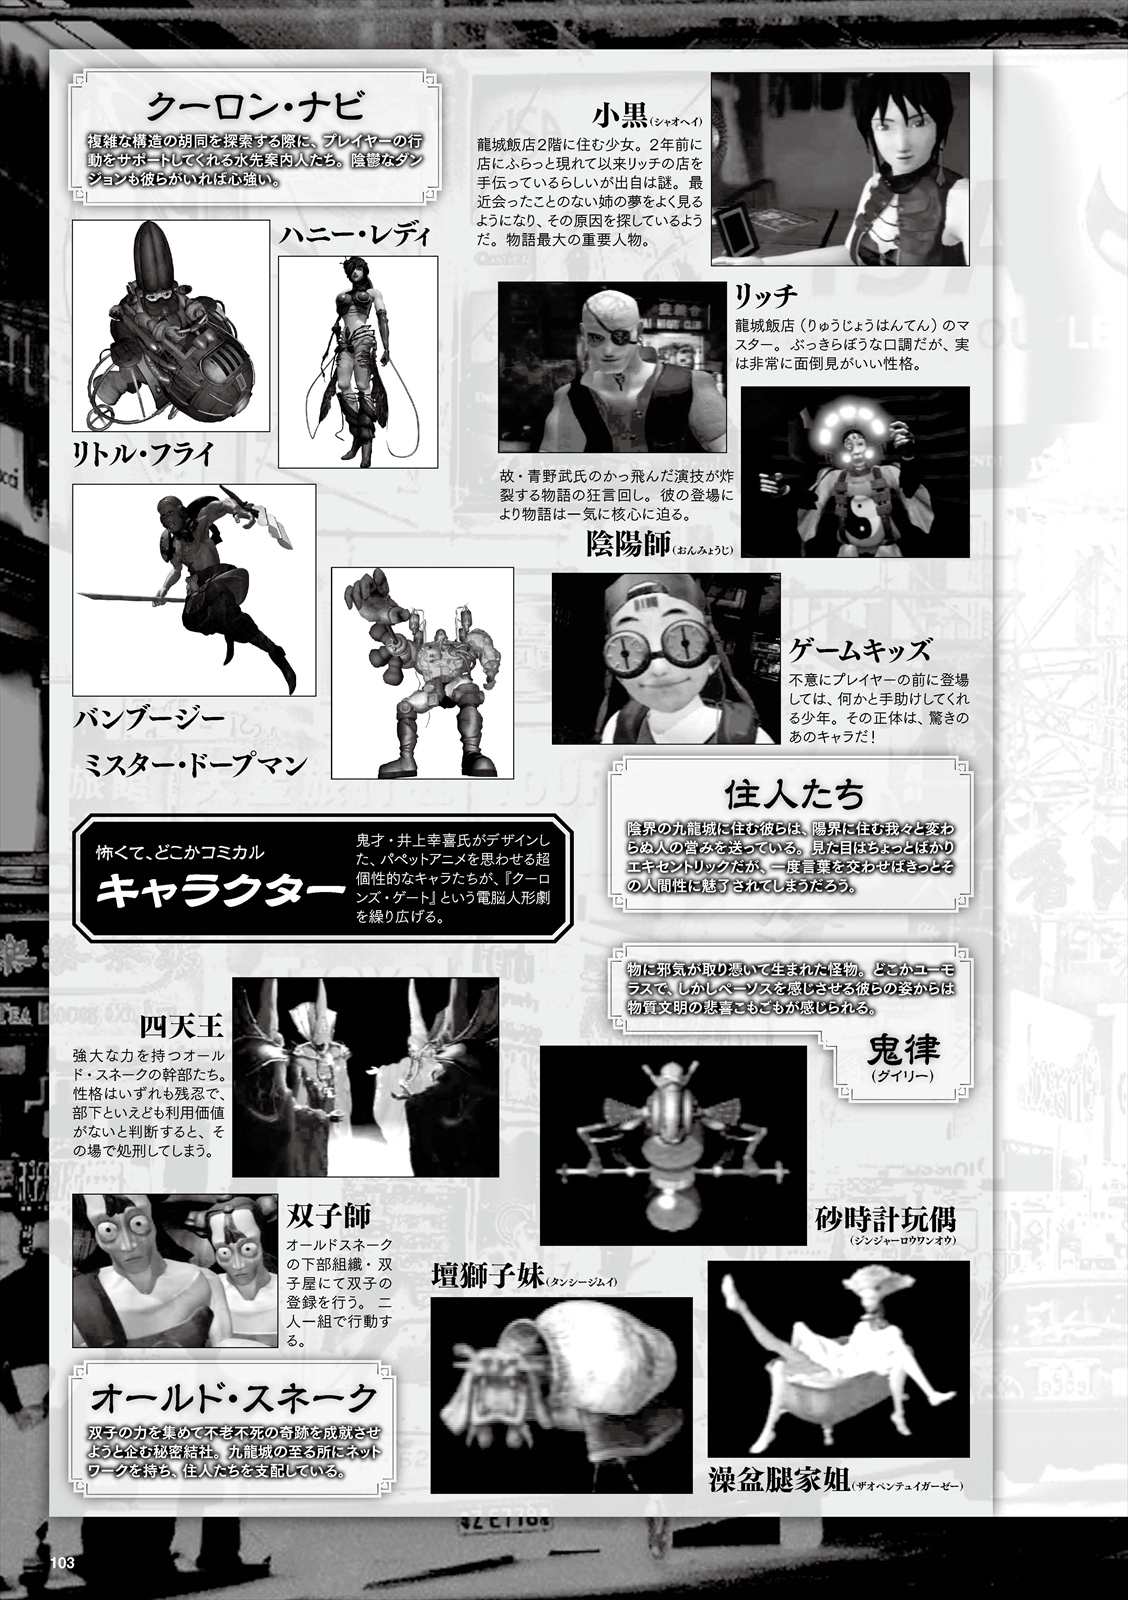 クーロン・ナビ
複雑な構造の胡同を探索する際に、プレイヤーの行
動をサポートしてくれる水先案内人たち。陰鬱なダン
ジョンも彼らがいれば心強い。
ハニー・レディ
リトル・フライ
バンブージー
ミスター・ドープマン
小黒(シャオヘイ)
龍城飯店2階に住む少女。2年前に
店にふらっと現れて以来リッチの店を
手伝っているらしいが出自は謎。最
近会ったことのない姉の夢をよく見る
ようになり、その原因を探しているよう
だ。物語最大の重要人物。
リッチ
龍城飯店（りゅうじょうはんてん）のマ
スター。ぶっきらぼうな口調だが、実
は非常に面倒見がいい性格。
故・青野武氏のかっ飛んだ演技が炸
裂する物語の狂言回し。彼の登場に
より物語は一気に核心に迫る。
陰陽師(おんみょうじ)
ゲームキッズ
不意にプレイヤーの前に登場
しては、何かと手助けしてくれ
る少年。その正体は、驚きの
あのキャラだ！
住人たち
陰界の九龍城に住む彼らは、陽界に住む我々と変わ
らぬ人の営みを送っている。見た目はちょっとばかり
エキセントリックだが、一度言葉を交わせばきっとそ
の人間性に魅了されてしまうだろう。
怖くて、どこかコミカル
キャラクター
鬼才・井上幸喜氏がデザインし
た、パペットアニメを思わせる超
個性的なキャラたちが、『クーロ
ンズ・ゲート』という電脳人形劇
を繰り広げる。
物に邪気が取り憑いて生まれた怪物。どこかユーモ
ラスで、しかしペーソスを感じさせる彼らの姿からは
物質文明の悲喜こもごもが感じられる。
鬼律
(グイリー)
四天王
強大な力を持つオール
ド・スネークの幹部たち。
性格はいずれも残忍で、
部下といえども利用価値
がないと判断すると、そ
の場で処刑してしまう。
双子師
オールドスネーク
の下部組織・双
子屋にて双子の
登録を行う。二
人一組で行動す
る。
オールド・スネーク
双子の力を集めて不老不死の奇跡を成就させ
ようと企む秘密結社。九龍城の至る所にネット
ワークを持ち、住人たちを支配している。
砂時計玩偶
(ジンジャーロウワンオウ)
壇獅子妹(タンシージムイ)
澡盆腿家姐(ザオペンテュイガーゼー)
103